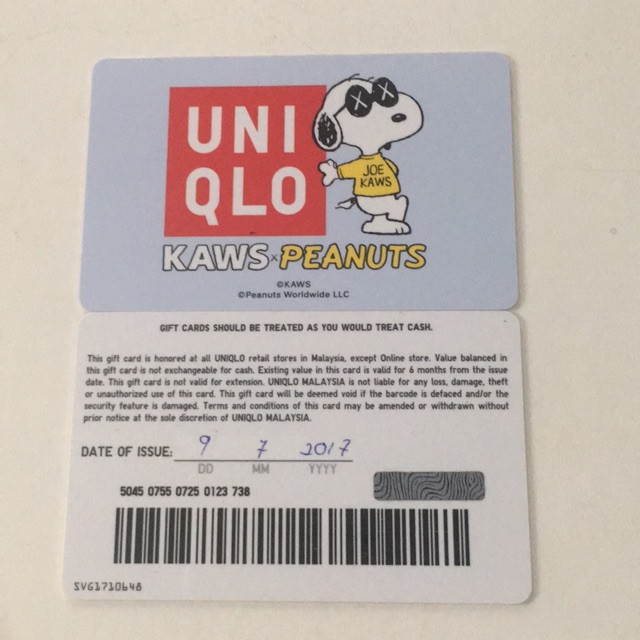 UNI
QLO
JOE
KAWS
KAWS×PEANUTS
©KAWS
©Peanuts Worldwide LLC
GIFT CARDS SHOULD BE TREATED AS YOU WOULD TREAT CASH.
This gift card is honored at all UNIQLO retail stores in Malaysia, except Online store. Value balanced in
this gift card is not exchangeable for cash. Existing value in this card is valid for 6 months from the issue
date. This gift card is not valid for extension. UNIQLO MALAYSIA is not liable for any loss, damage, theft
or unauthorized use of this card. This gift card will be deemed void if the barcode is defaced and/or the
security feature is damaged. Terms and conditions of this card may be amended or withdrawn without
prior notice at the sole discretion of UNIQLO MALAYSIA.
DATE OF ISSUE: 9 7 2017
DD MM YYYY
5045 0755 0725 0123 738
SVG1710648